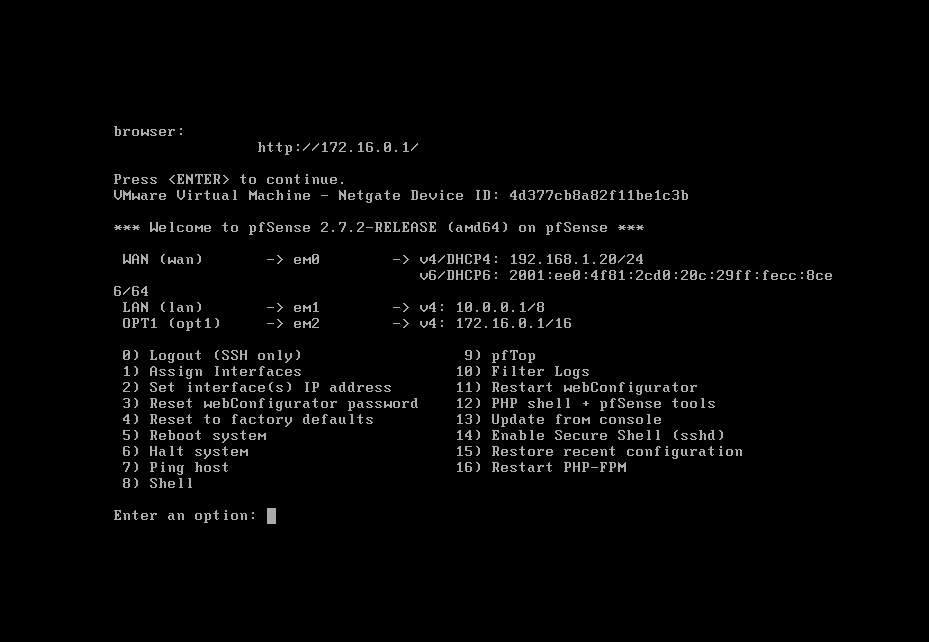 browser:
http://172.16.0.1/
Press <ENTER> to continue.
VMware Virtual Machine - Netgate Device ID: 4d377cb8a82f11be1c3b
*** Welcome to pfSense 2.7.2-RELEASE (amd64) on pfSense ***
WAN (wan)       -> em0        -> v4/DHCP4: 192.168.1.20/24
v6/DHCP6: 2001:ee0:4f81:2cd0:20c:29ff:fecc:8ce
6/64
LAN (lan)       -> em1        -> v4: 10.0.0.1/8
OPT1 (opt1)     -> em2        -> v4: 172.16.0.1/16
0) Logout (SSH only)                  9) pfTop
1) Assign Interfaces                 10) Filter Logs
2) Set interface(s) IP address       11) Restart webConfigurator
3) Reset webConfigurator password    12) PHP shell + pfSense tools
4) Reset to factory defaults         13) Update from console
5) Reboot system                     14) Enable Secure Shell (sshd)
6) Halt system                       15) Restore recent configuration
7) Ping host                         16) Restart PHP-FPM
8) Shell
Enter an option: